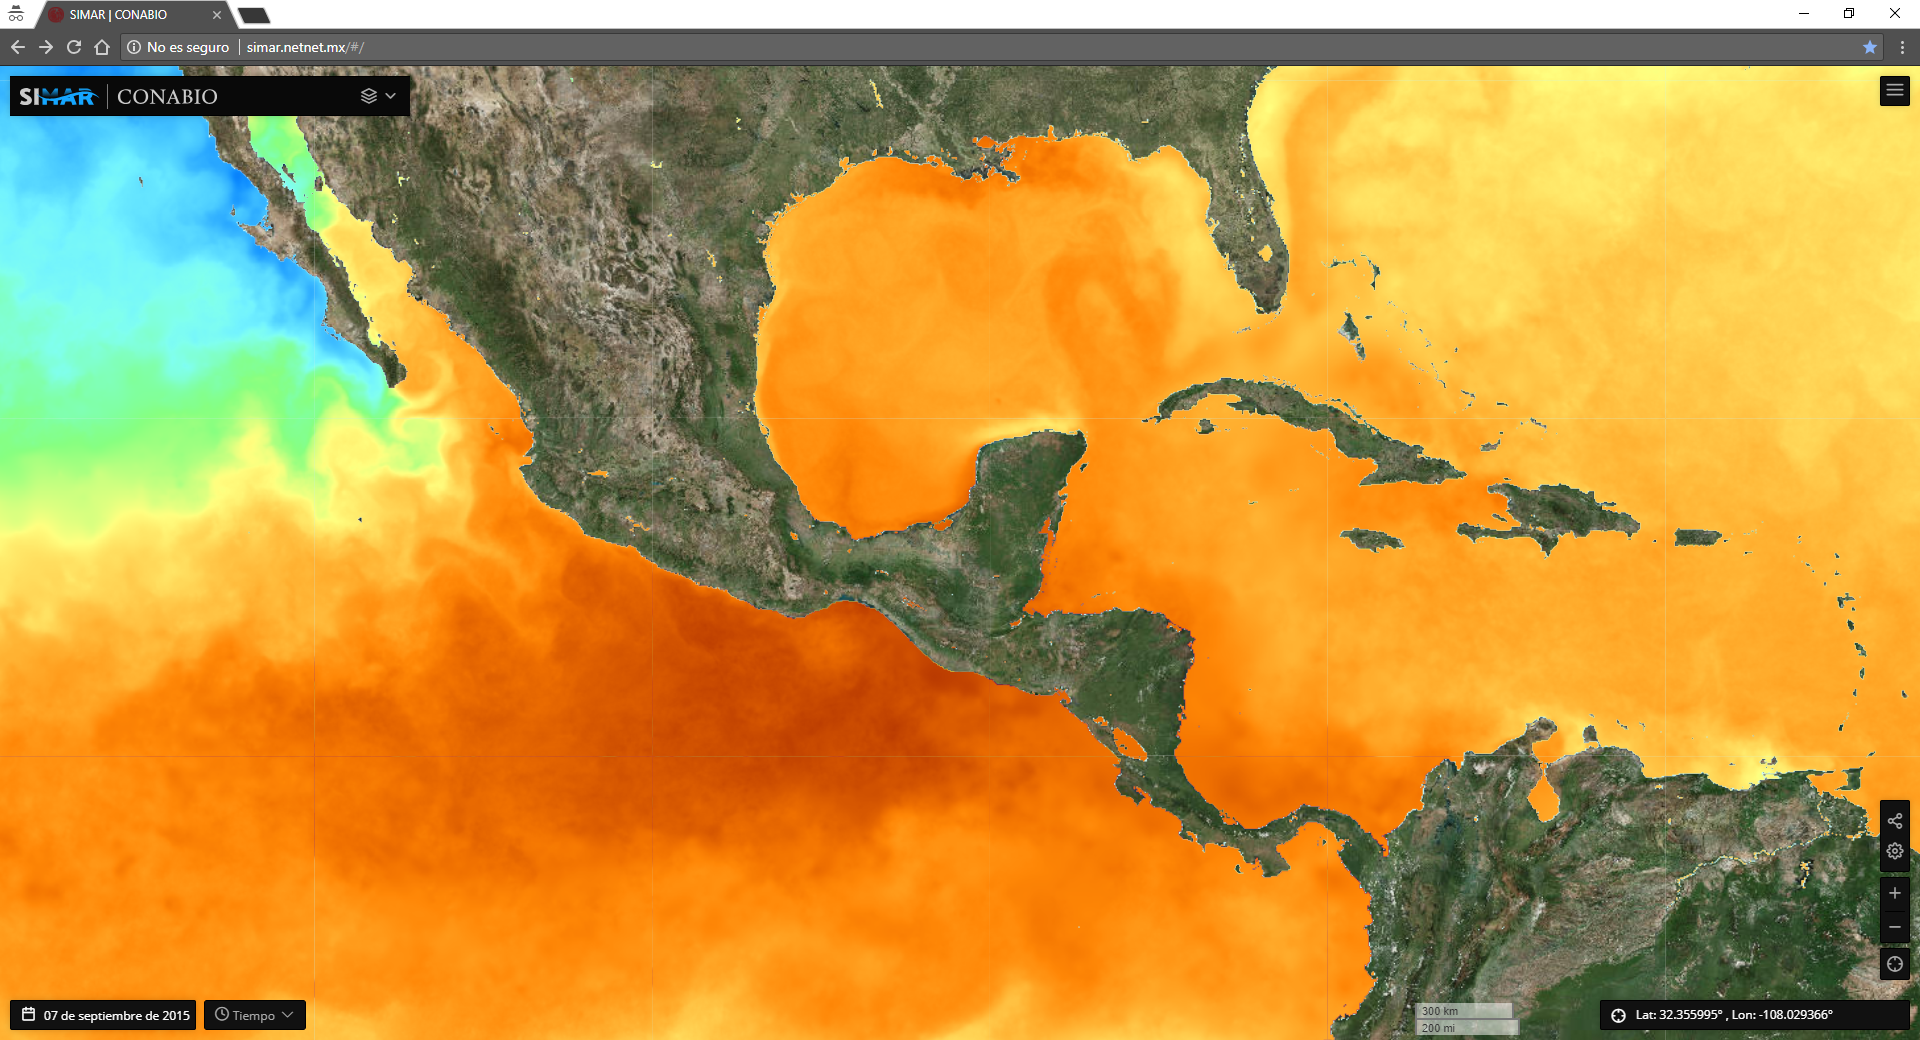 SIMAR | CONABIO
No es seguro
simar.netnet.mx/#/
SIMAR
CONABIO
07 de septiembre de 2015
Tiempo
300 km
200 mi
Lat: 32.355995° , Lon: -108.029366°